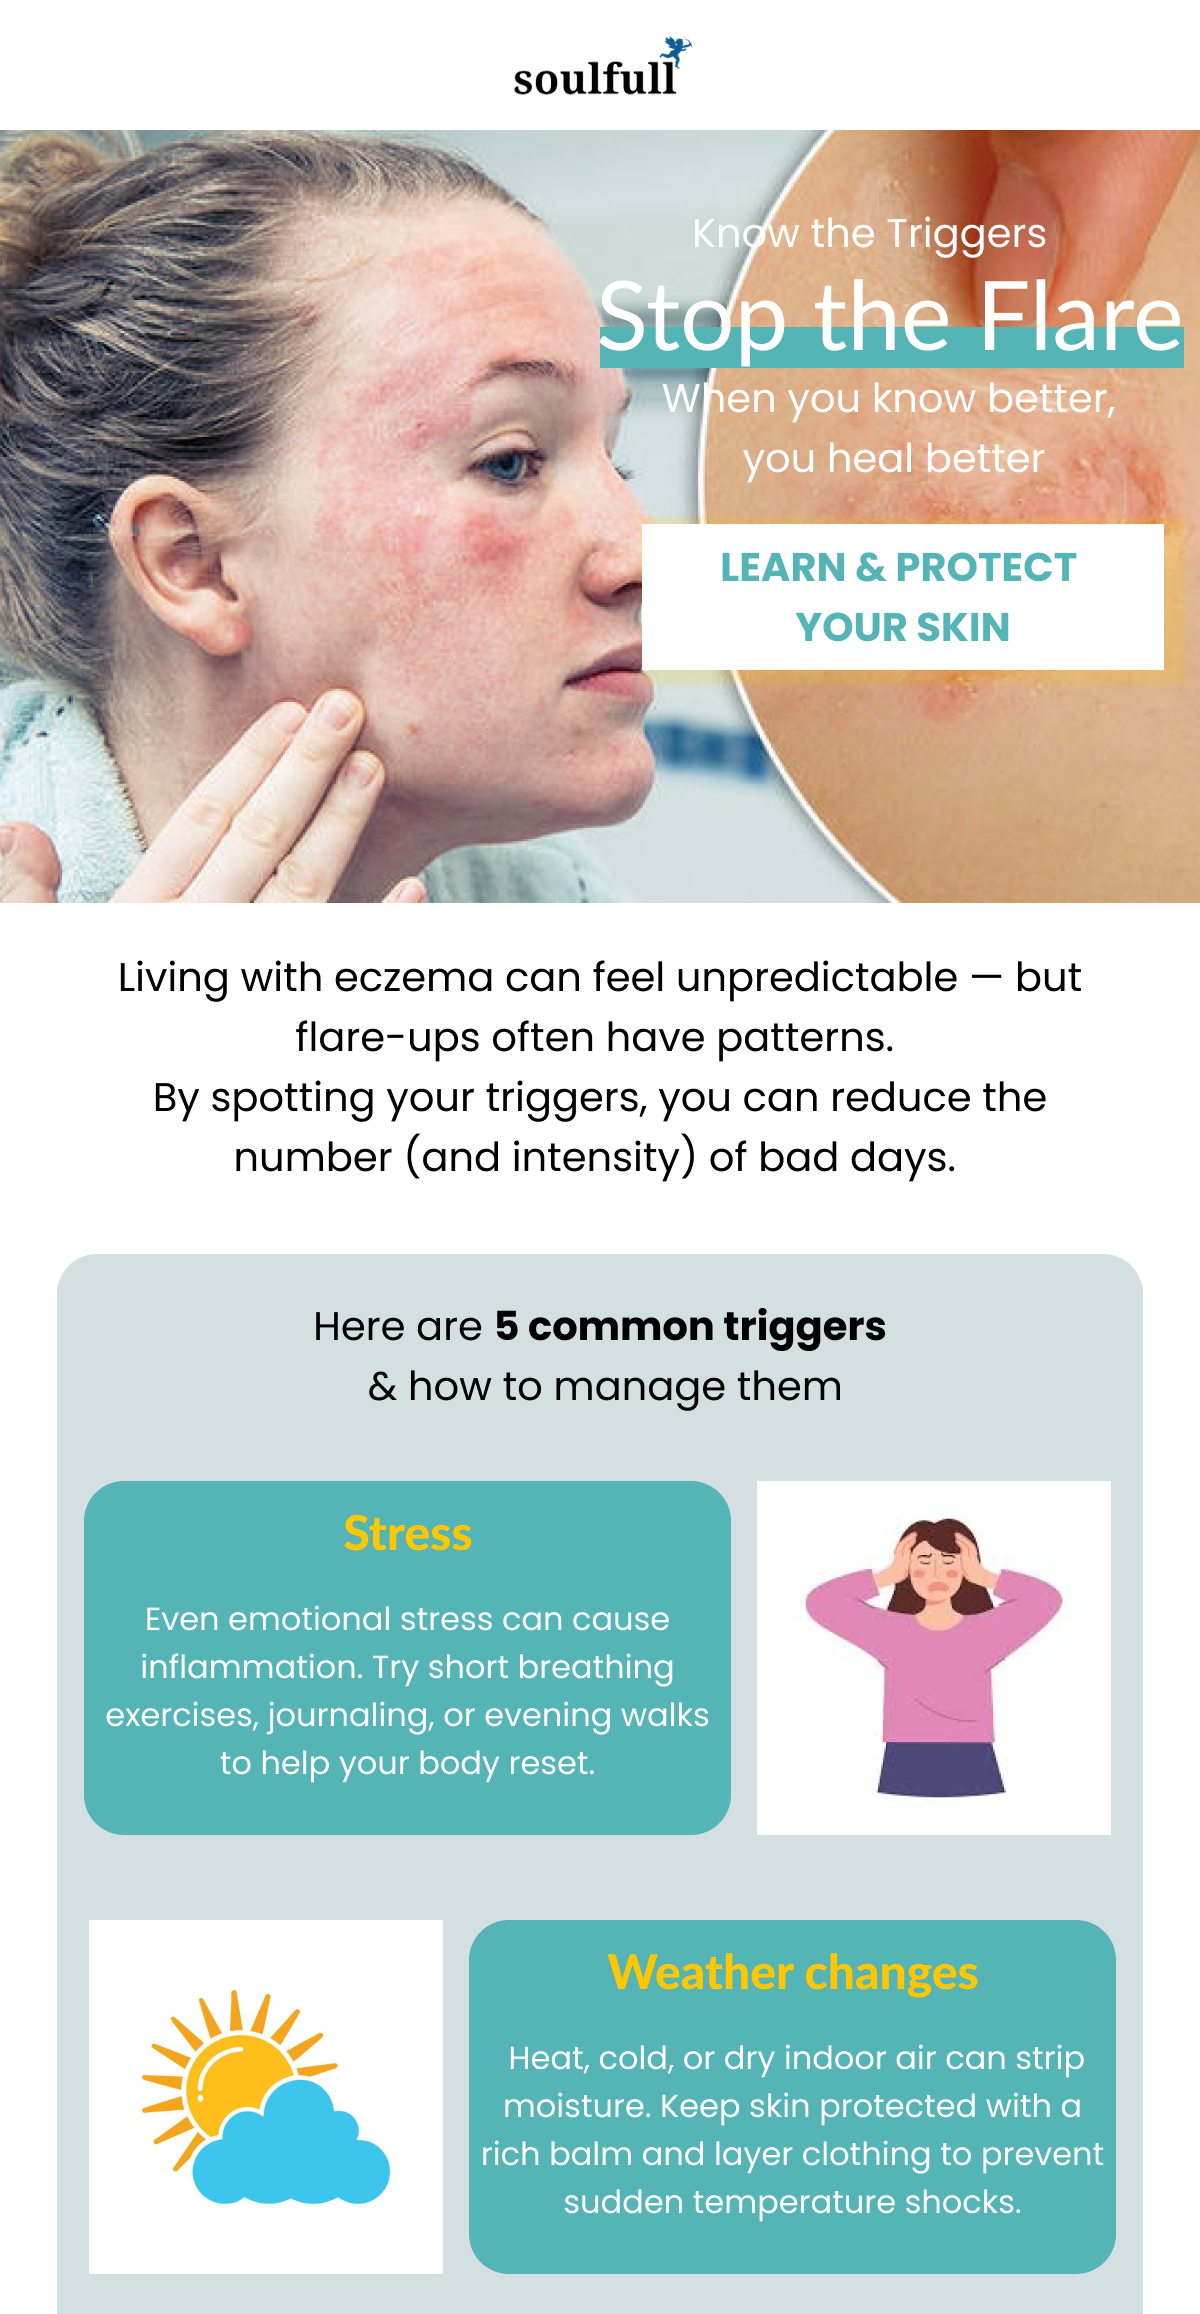 soulfull
Know the Triggers
Stop the Flare
When you know better,
you heal better
LEARN & PROTECT
YOUR SKIN
Living with eczema can feel unpredictable — but
flare-ups often have patterns.
By spotting your triggers, you can reduce the
number (and intensity) of bad days.
Here are 5 common triggers
& how to manage them
Stress
Even emotional stress can cause
inflammation. Try short breathing
exercises, journaling, or evening walks
to help your body reset.
Weather changes
Heat, cold, or dry indoor air can strip
moisture. Keep skin protected with a
rich balm and layer clothing to prevent
sudden temperature shocks.